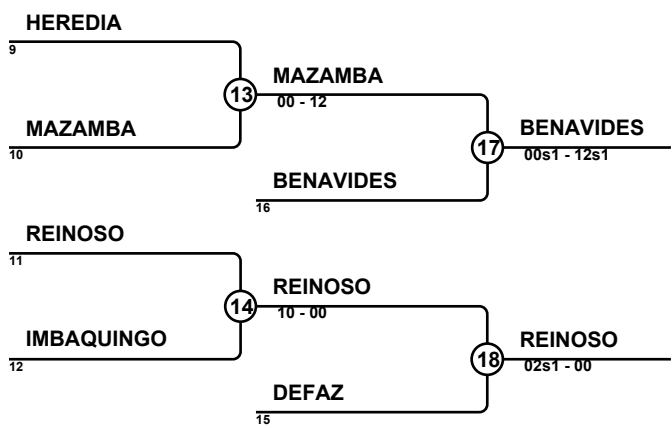 HEREDIA
9
13
MAZAMBA
00 - 12
MAZAMBA
10
17
BENAVIDES
00s1 - 12s1
BENAVIDES
16
REINOSO
11
14
REINOSO
10 - 00
IMBAQUINGO
12
18
REINOSO
02s1 - 00
DEFAZ
15